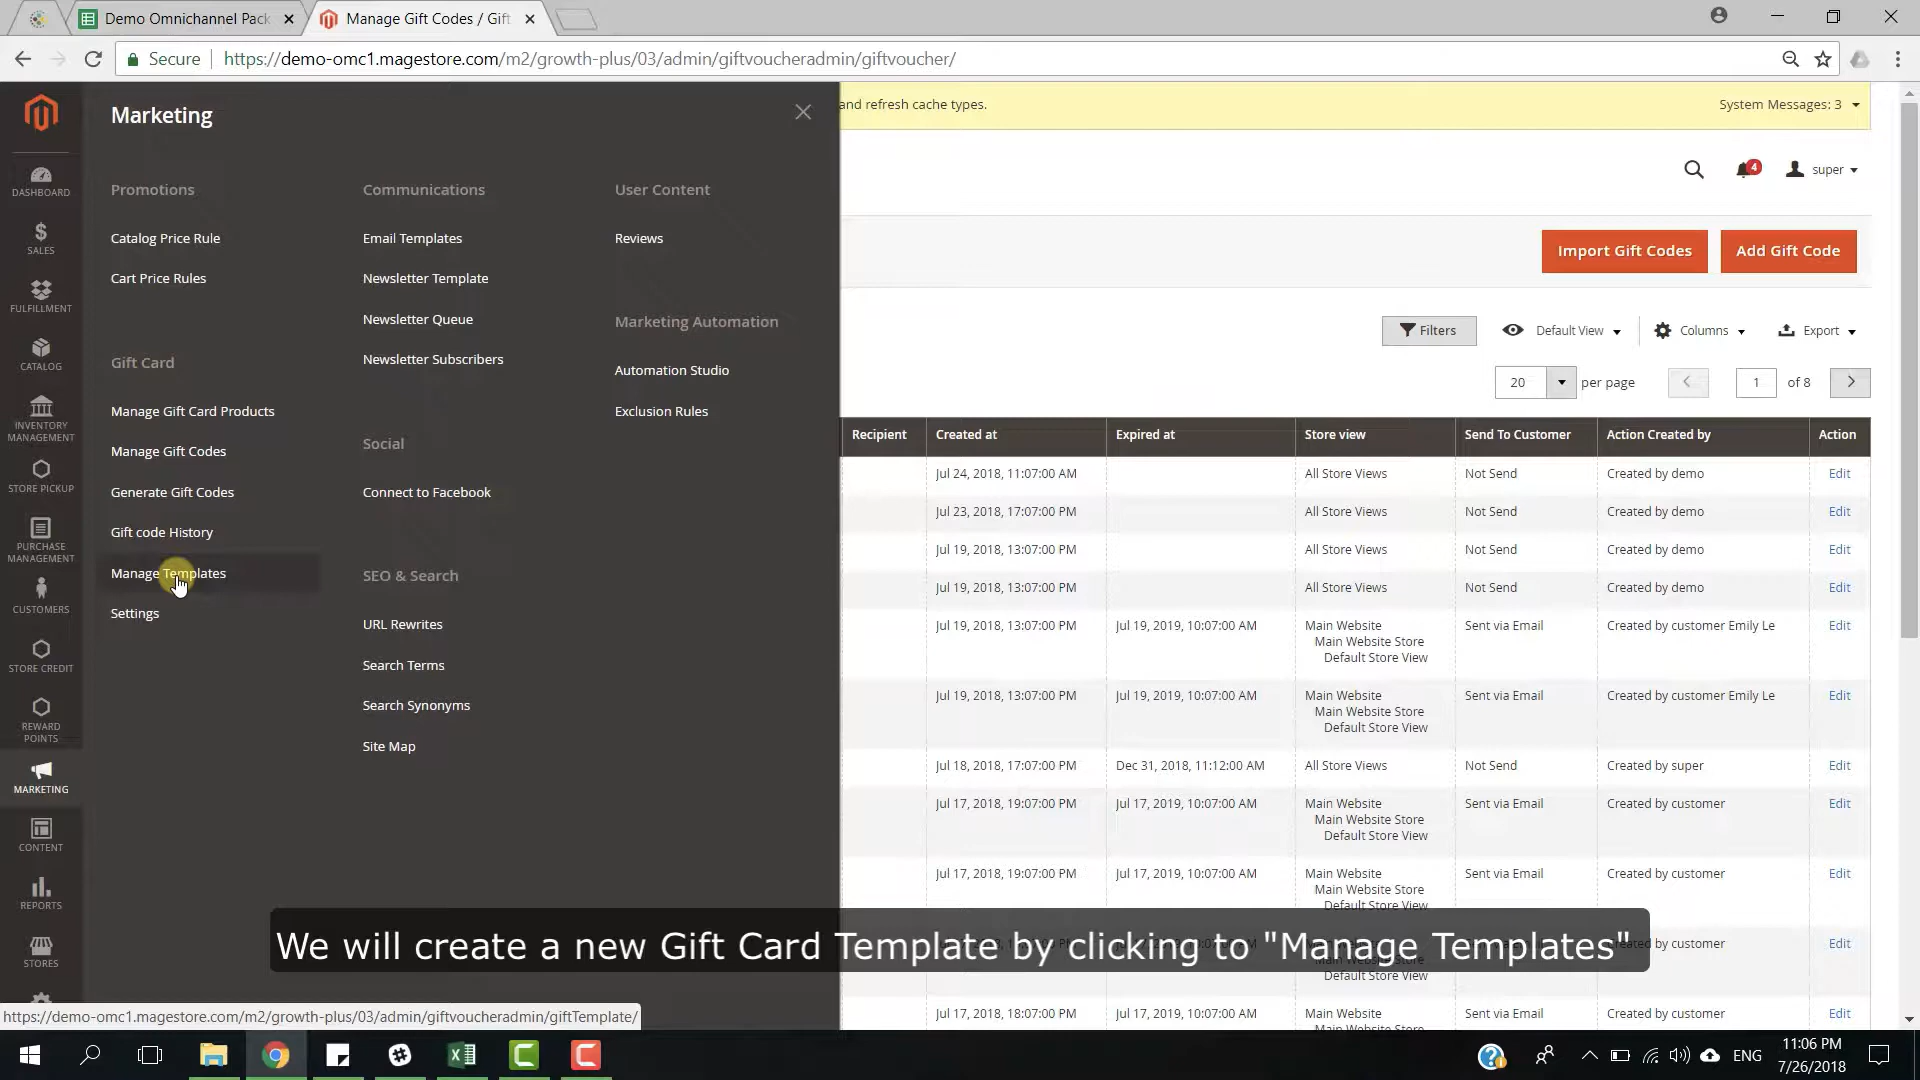 Demo Omnichannel Pack
Manage Gift Codes / Gift
Secure
https://demo-omc1.magestore.com/m2/growth-plus/03/admin/giftvoucheradmin/giftvoucher/
DASHBOARD
SALES
FULFILLMENT
CATALOG
INVENTORY
MANAGEMENT
STORE PICKUP
PURCHASE
MANAGEMENT
CUSTOMERS
STORE CREDIT
REWARD
POINTS
MARKETING
CONTENT
REPORTS
STORES
Marketing
Promotions
Catalog Price Rule
Cart Price Rules
Gift Card
Manage Gift Card Products
Manage Gift Codes
Generate Gift Codes
Gift code History
Manage Templates
Settings
Communications
Email Templates
Newsletter Template
Newsletter Queue
Newsletter Subscribers
Social
Connect to Facebook
SEO & Search
URL Rewrites
Search Terms
Search Synonyms
Site Map
User Content
Reviews
Marketing Automation
Automation Studio
Exclusion Rules
and refresh cache types.
System Messages: 3
4
super
Import Gift Codes
Add Gift Code
Filters
Default View
Columns
Export
20 per page
1 of 8
Recipient Created at Expired at Store view Send To Customer Action Created by Action
Jul 24, 2018, 11:07:00 AM All Store Views Not Send Created by demo Edit
Jul 23, 2018, 17:07:00 PM All Store Views Not Send Created by demo Edit
Jul 19, 2018, 13:07:00 PM All Store Views Not Send Created by demo Edit
Jul 19, 2018, 13:07:00 PM All Store Views Not Send Created by demo Edit
Jul 19, 2018, 13:07:00 PM Jul 19, 2019, 10:07:00 AM Main Website Sent via Email Created by customer Emily Le Edit
Main Website Store
Default Store View
Jul 19, 2018, 13:07:00 PM Jul 19, 2019, 10:07:00 AM Main Website Sent via Email Created by customer Emily Le Edit
Main Website Store
Default Store View
Jul 18, 2018, 17:07:00 PM Dec 31, 2018, 11:12:00 AM All Store Views Not Send Created by super Edit
Jul 17, 2018, 19:07:00 PM Jul 17, 2019, 10:07:00 AM Main Website Sent via Email Created by customer Edit
Main Website Store
Default Store View
Jul 17, 2018, 19:07:00 PM Jul 17, 2019, 10:07:00 AM Main Website Sent via Email Created by customer Edit
Main Website Store
Default Store View
customer Edit
Default Store View
Jul 17, 2018, 18:07:00 PM Jul 17, 2019, 10:07:00 AM Main Website Sent via Email Created by customer Edit
We will create a new Gift Card Template by clicking to "Manage Templates"
https://demo-omc1.magestore.com/m2/growth-plus/03/admin/giftvoucheradmin/giftTemplate/
ENG
11:06 PM
7/26/2018